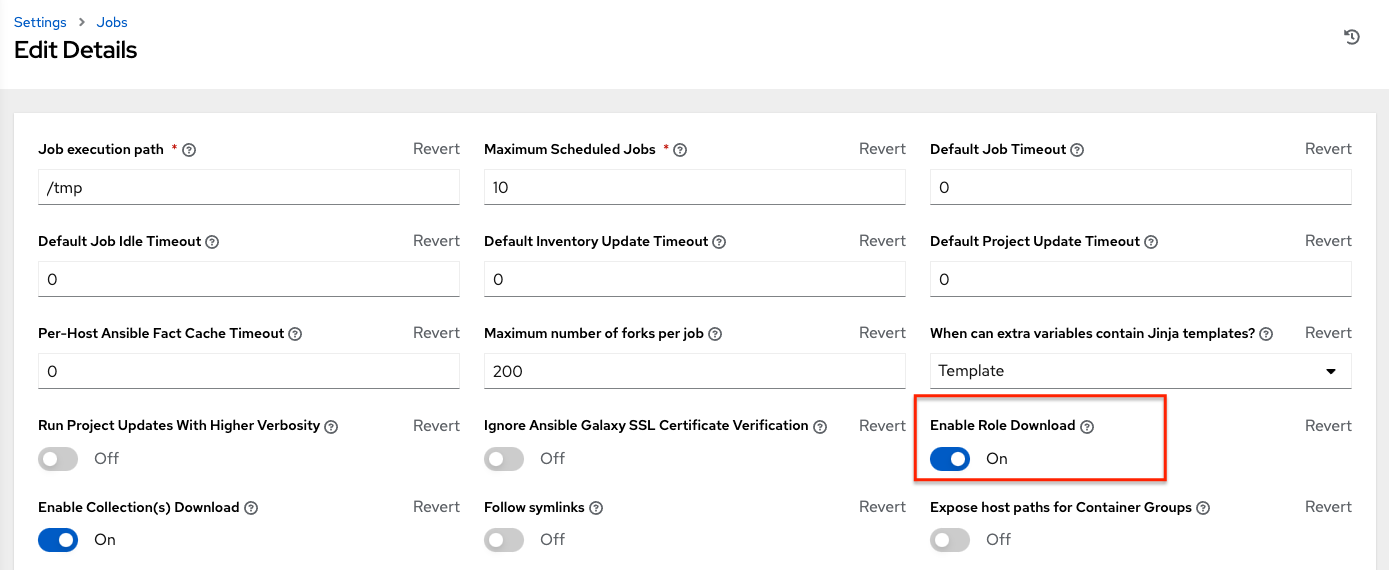 Settings > Jobs
Edit Details
Job execution path * Revert Maximum Scheduled Jobs * Revert Default Job Timeout Revert
/tmp 10 0
Default Job Idle Timeout Revert Default Inventory Update Timeout Revert Default Project Update Timeout Revert
0 0 0
Per-Host Ansible Fact Cache Timeout Revert Maximum number of forks per job Revert When can extra variables contain Jinja templates? Revert
0 200 Template
Run Project Updates With Higher Verbosity Revert Ignore Ansible Galaxy SSL Certificate Verification Revert Enable Role Download Revert
Off Off On
Enable Collection(s) Download Revert Follow symlinks Revert Expose host paths for Container Groups Revert
On Off Off